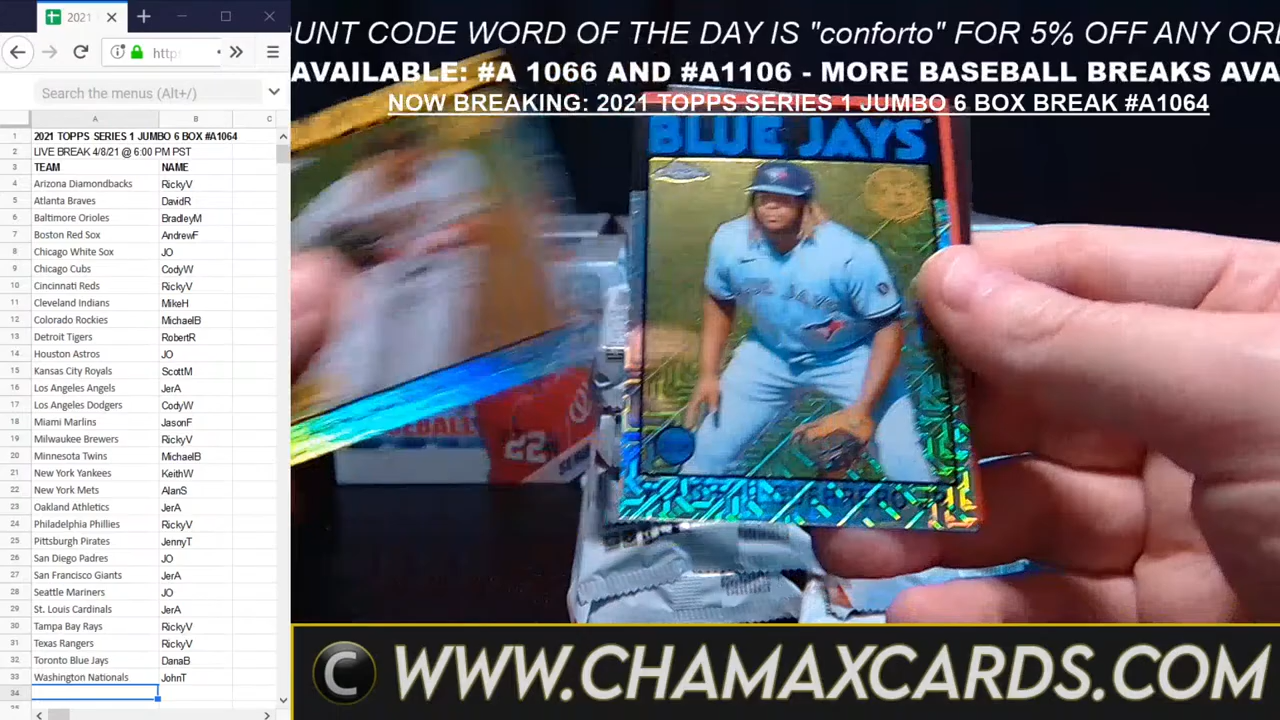 2021
http:
Search the menus (Alt+/)
A B C
1 2021 TOPPS SERIES 1 JUMBO 6 BOX #A1064
2 LIVE BREAK 4/8/21 @ 6:00 PM PST
3 TEAM NAME
4 Arizona Diamondbacks RickyV
5 Atlanta Braves DavidR
6 Baltimore Orioles BradleyM
7 Boston Red Sox AndrewF
8 Chicago White Sox JO
9 Chicago Cubs CodyW
10 Cincinnati Reds RickyV
11 Cleveland Indians MikeH
12 Colorado Rockies MichaelB
13 Detroit Tigers RobertR
14 Houston Astros JO
15 Kansas City Royals ScottM
16 Los Angeles Angels JerA
17 Los Angeles Dodgers CodyW
18 Miami Marlins JasonF
19 Milwaukee Brewers RickyV
20 Minnesota Twins MichaelB
21 New York Yankees KeithW
22 New York Mets AlanS
23 Oakland Athletics JerA
24 Philadelphia Phillies RickyV
25 Pittsburgh Pirates JennyT
26 San Diego Padres JO
27 San Francisco Giants JerA
28 Seattle Mariners JO
29 St. Louis Cardinals JerA
30 Tampa Bay Rays RickyV
31 Texas Rangers RickyV
32 Toronto Blue Jays DanaB
33 Washington Nationals JohnT
34
OUNT CODE WORD OF THE DAY IS "conforto" FOR 5% OFF ANY ORD
AVAILABLE: #A 1066 AND #A1106 - MORE BASEBALL BREAKS AVA
NOW BREAKING: 2021 TOPPS SERIES 1 JUMBO 6 BOX BREAK #A1064
BLUE JAYS
22
C WWW.CHAMAXCARDS.COM